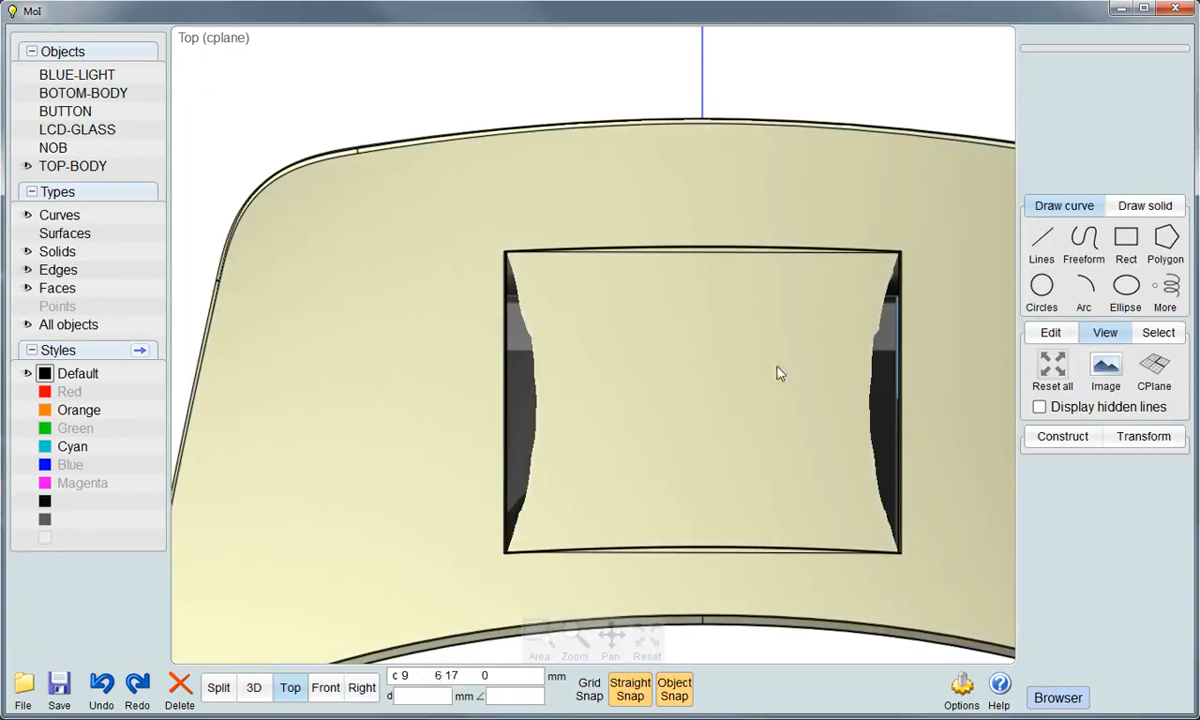 MoI
Objects
BLUE-LIGHT
BOTOM-BODY
BUTTON
LCD-GLASS
NOB
TOP-BODY
Types
Curves
Surfaces
Solids
Edges
Faces
Points
All objects
Styles
Default
Red
Orange
Green
Cyan
Blue
Magenta
Top (cplane)
Area Zoom Pan Reset
Draw curve Draw solid
Lines Freeform Rect Polygon
Circles Arc Ellipse More
Edit View Select
Reset all Image CPlane
Display hidden lines
Construct Transform
File Save Undo Redo Delete
Split 3D Top Front Right
c 9 6 17 0 mm
d mm
Grid Snap
Straight Snap
Object Snap
Options Help
Browser